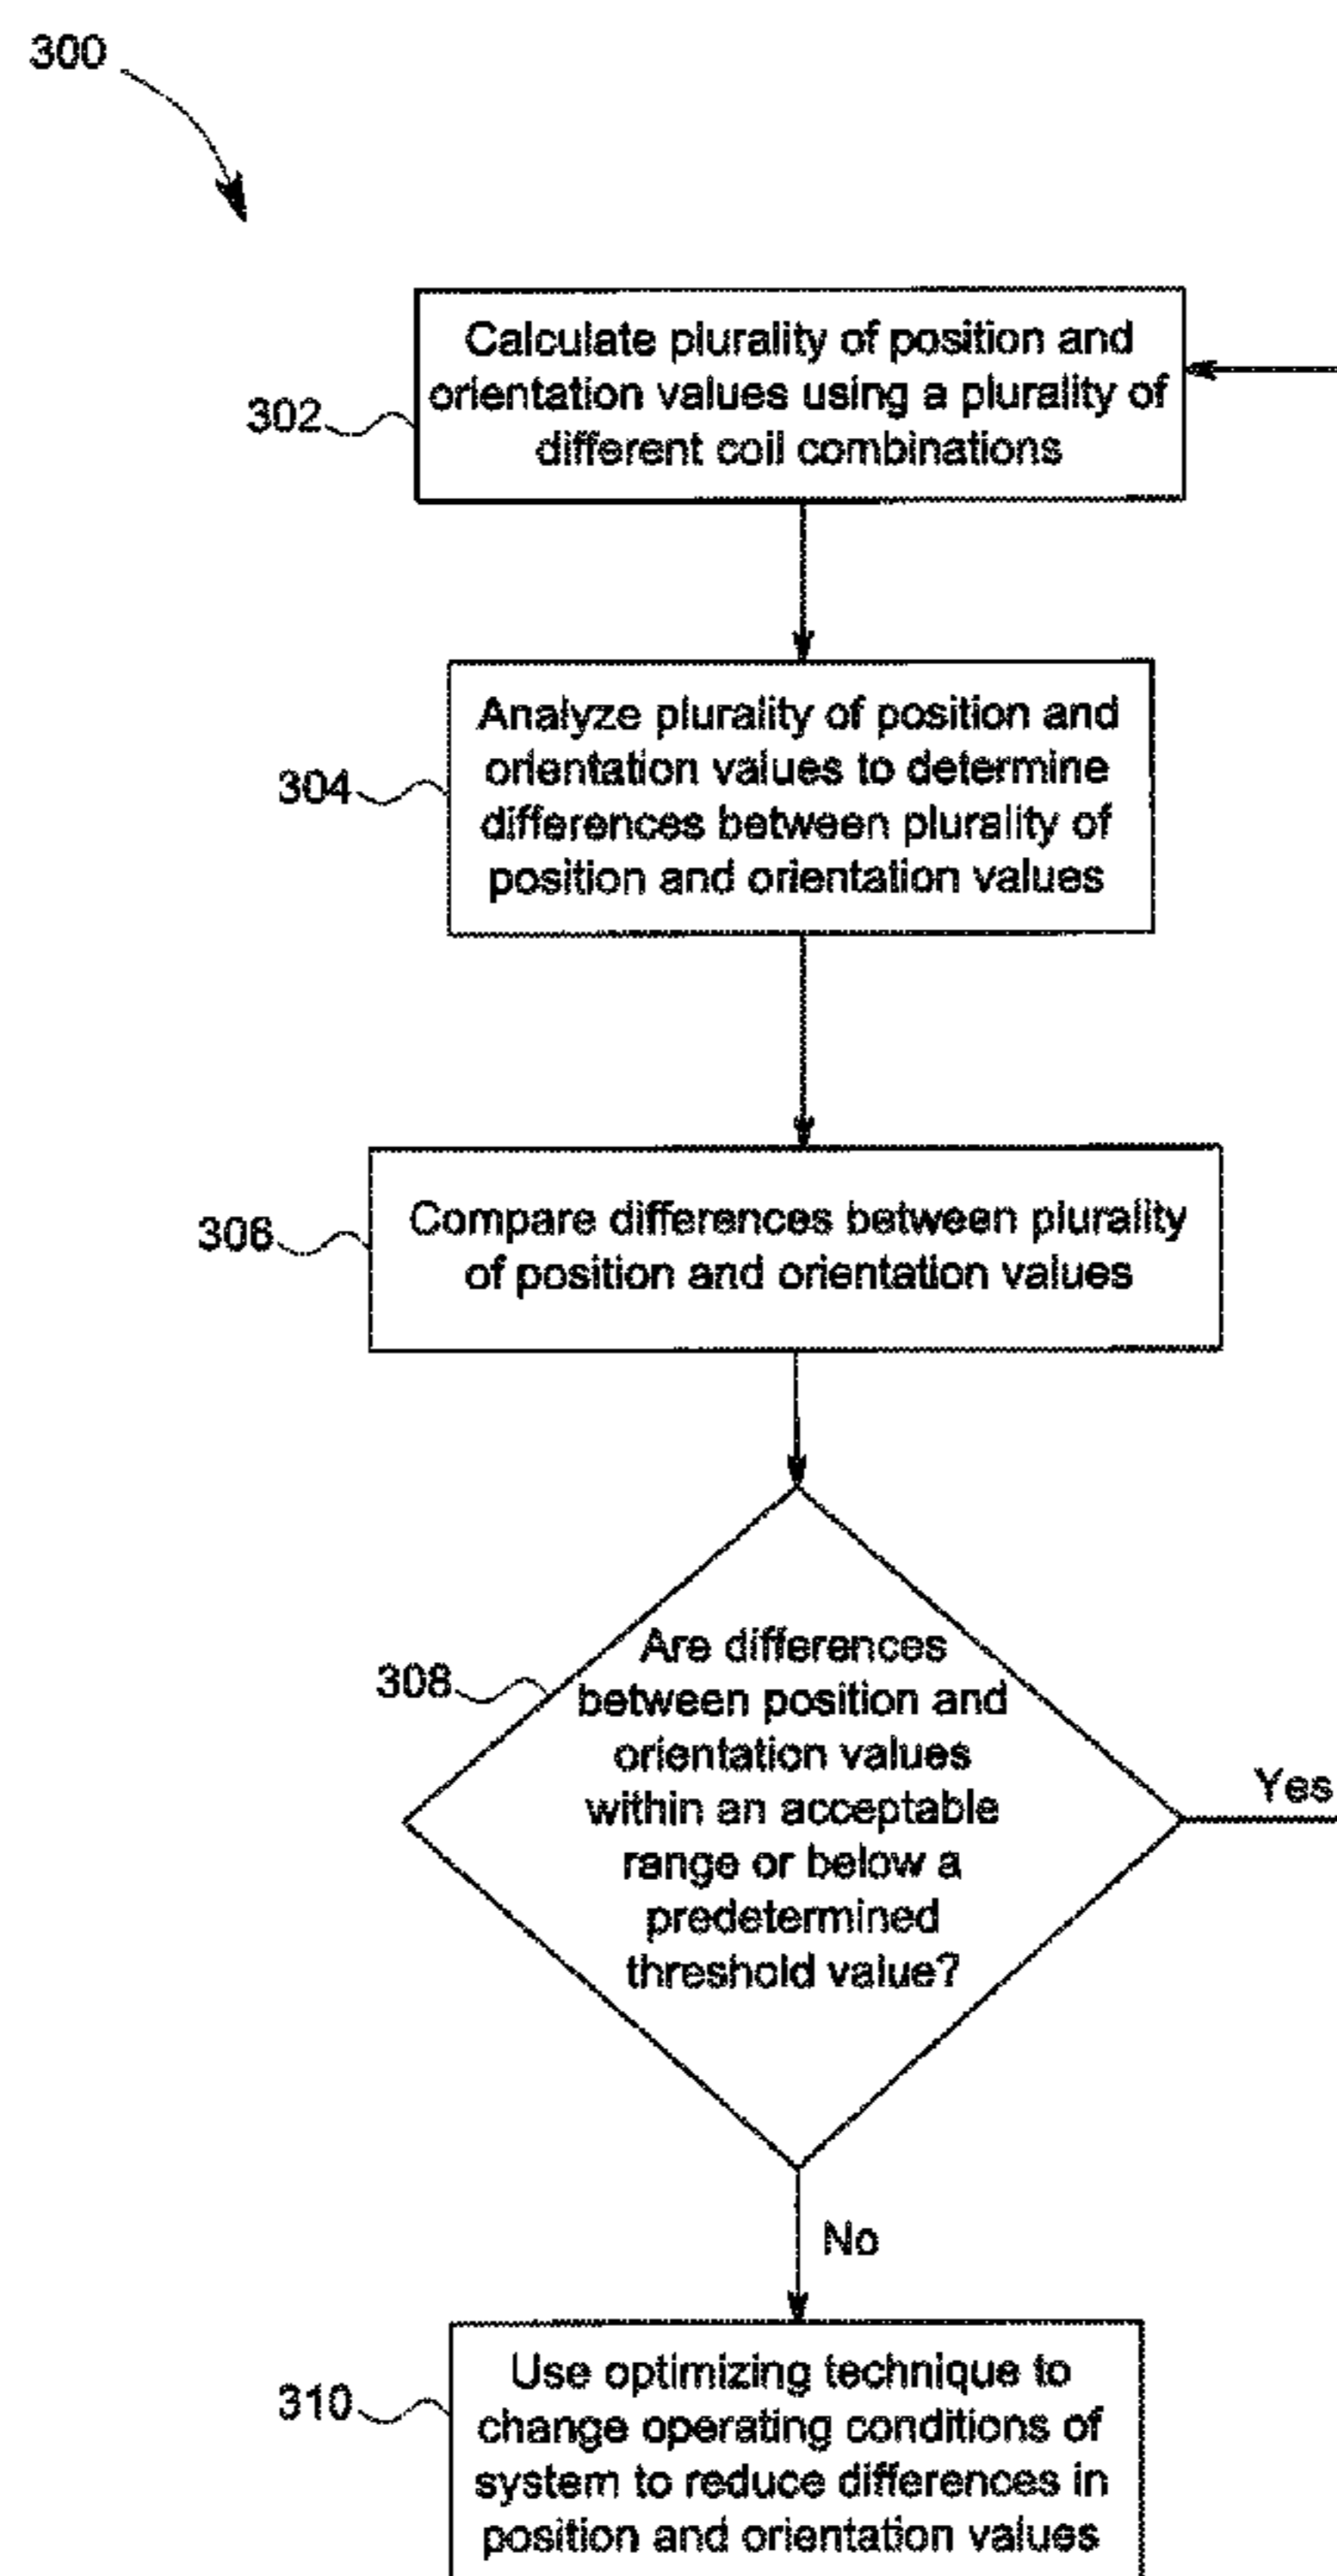 300
Calculate plurality of position and
orientation values using a plurality of
different coil combinations
302
Analyze plurality of position and
orientation values to determine
differences between plurality of
position and orientation values
304
Compare differences between plurality
of position and orientation values
306
Are differences
between position and
orientation values
within an acceptable
range or below a
predetermined
threshold value?
308
Yes
No
Use optimizing technique to
change operating conditions of
system to reduce differences in
position and orientation values
310